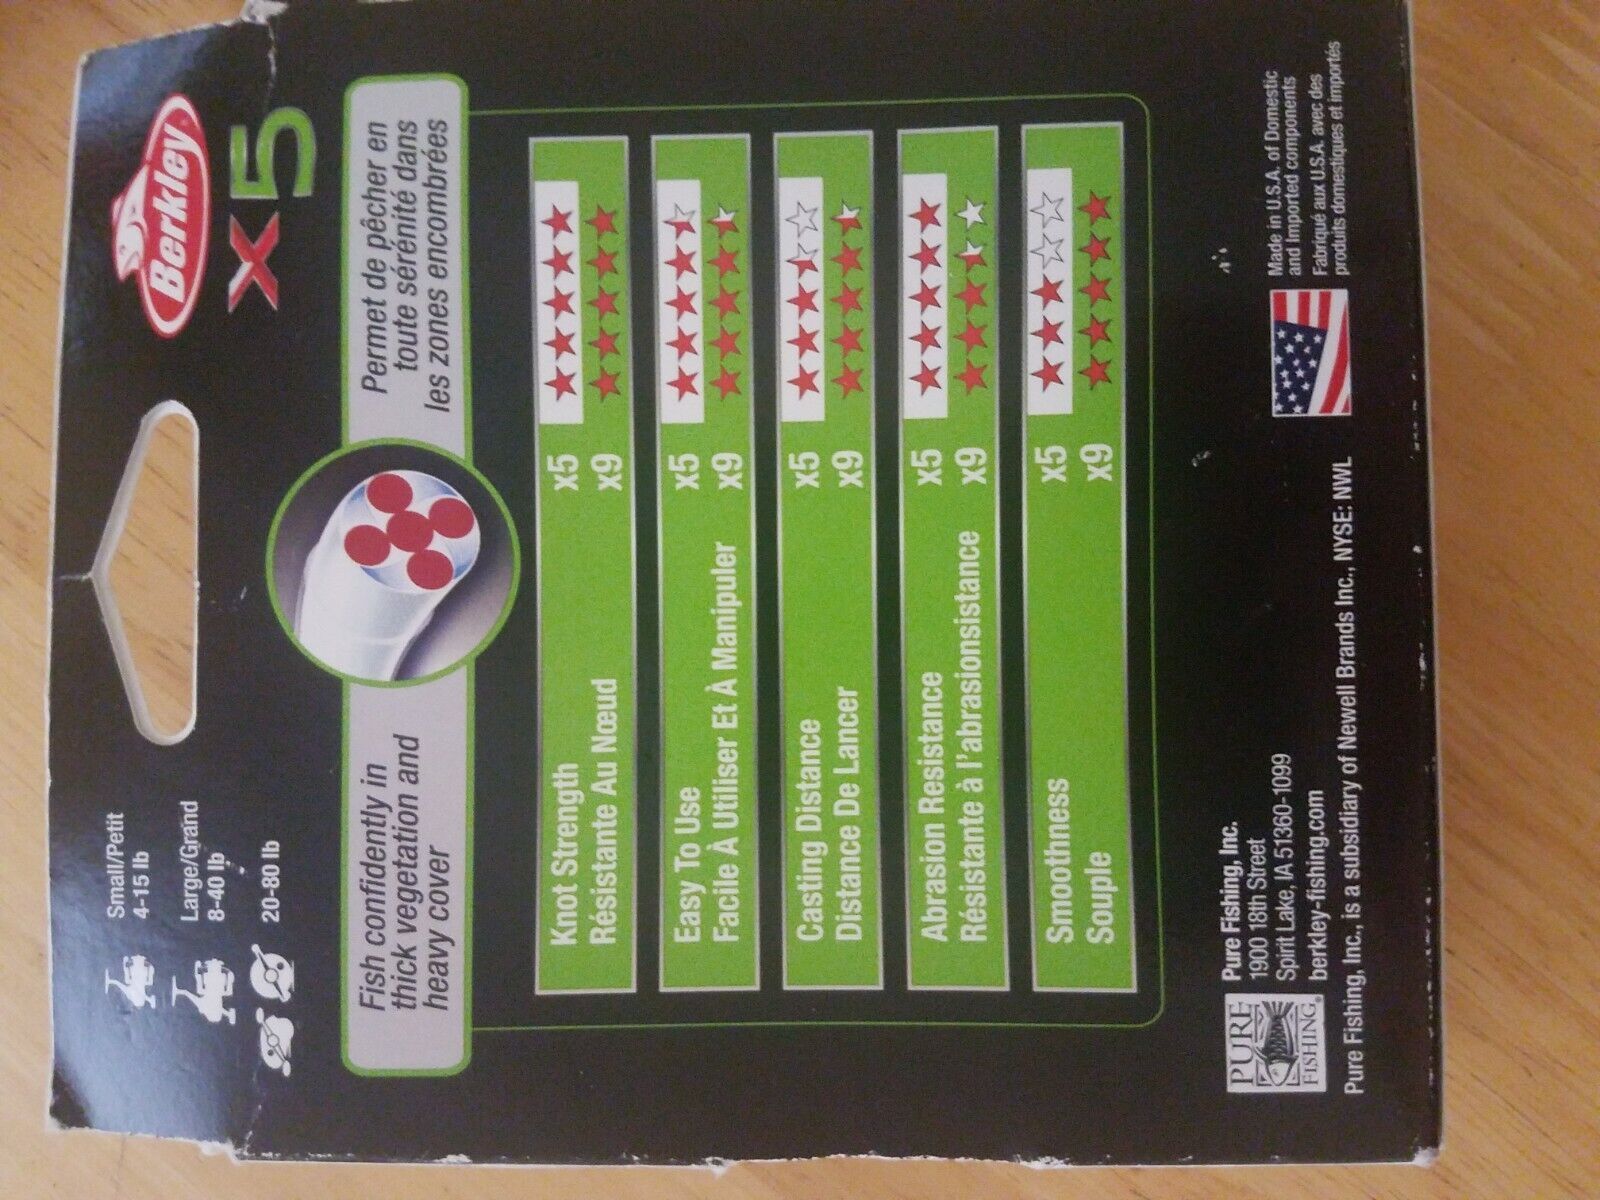 Small/Petit
4-15 lb
Large/Grand
8-40 lb
20-80 lb
Berkley
x5
Fish confidently in
thick vegetation and
heavy cover
Permet de pêcher en
toute sérénité dans
les zones encombrées
Knot Strength x5
Résistante Au Nœud x9
Easy To Use x5
Facile À Utiliser Et À Manipuler x9
Casting Distance x5
Distance De Lancer x9
Abrasion Resistance x5
Résistante à l'abrasionsistance x9
Smoothness x5
Souple x9
PURE
FISHING®
Pure Fishing, Inc.
1900 18th Street
Spirit Lake, IA 51360-1099
berkley-fishing.com
Pure Fishing, Inc., is a subsidiary of Newell Brands Inc., NYSE: NWL
Made in U.S.A. of Domestic
and Imported components
Fabriqué aux U.S.A. avec des
produits domestiques et importés